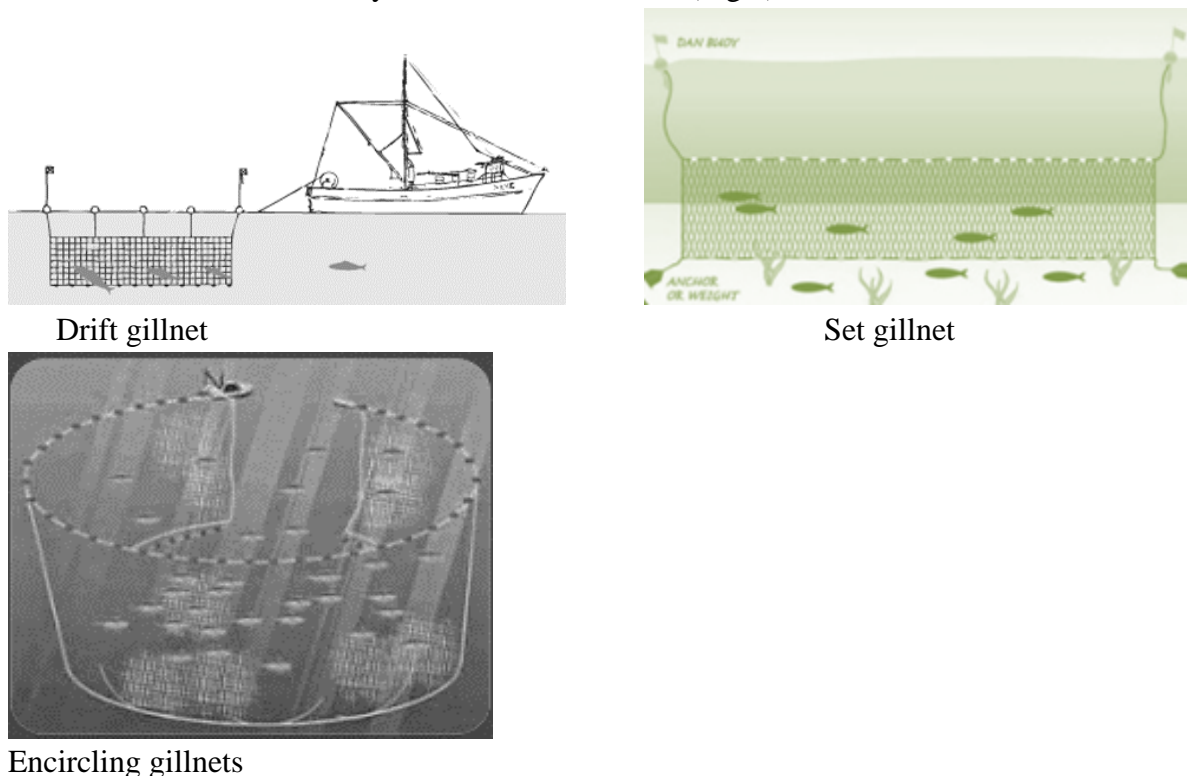 DAN BUOY
ANCHOR
OR WEIGHT
Drift gillnet
Set gillnet
Encircling gillnets